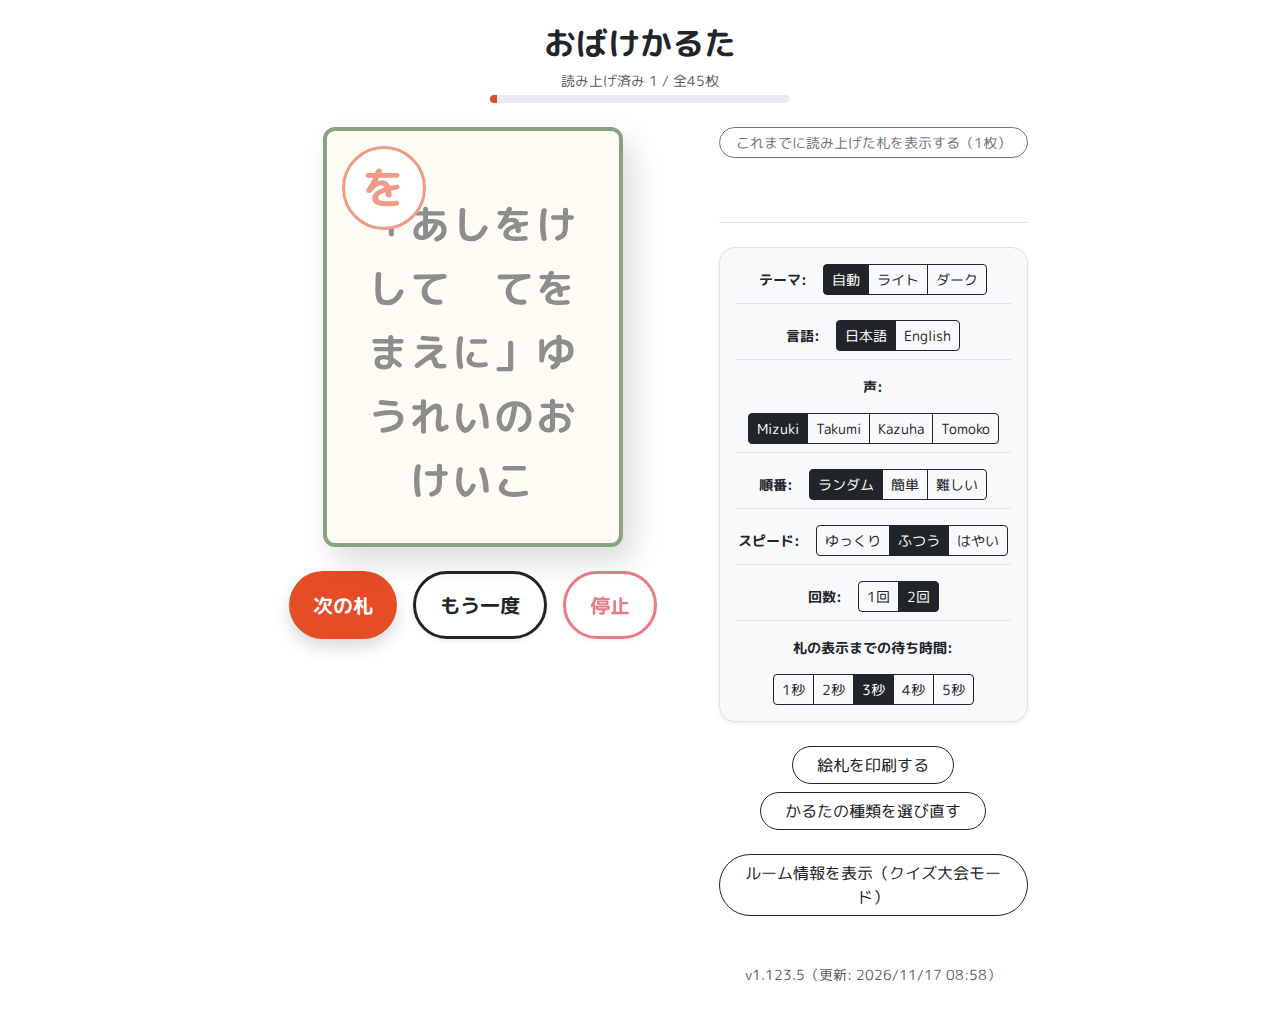 おばけかるた
読み上げ済み 1 / 全45枚
を
「あしをけ
して　てを
まえに」ゆ
うれいのお
けいこ
次の札
もう一度
停止
これまでに読み上げた札を表示する（1枚）
テーマ: 自動 ライト ダーク
言語: 日本語 English
声:
Mizuki Takumi Kazuha Tomoko
順番: ランダム 簡単 難しい
スピード: ゆっくり ふつう はやい
回数: 1回 2回
札の表示までの待ち時間:
1秒 2秒 3秒 4秒 5秒
絵札を印刷する
かるたの種類を選び直す
ルーム情報を表示（クイズ大会モー
ド）
v1.123.5（更新: 2026/11/17 08:58）